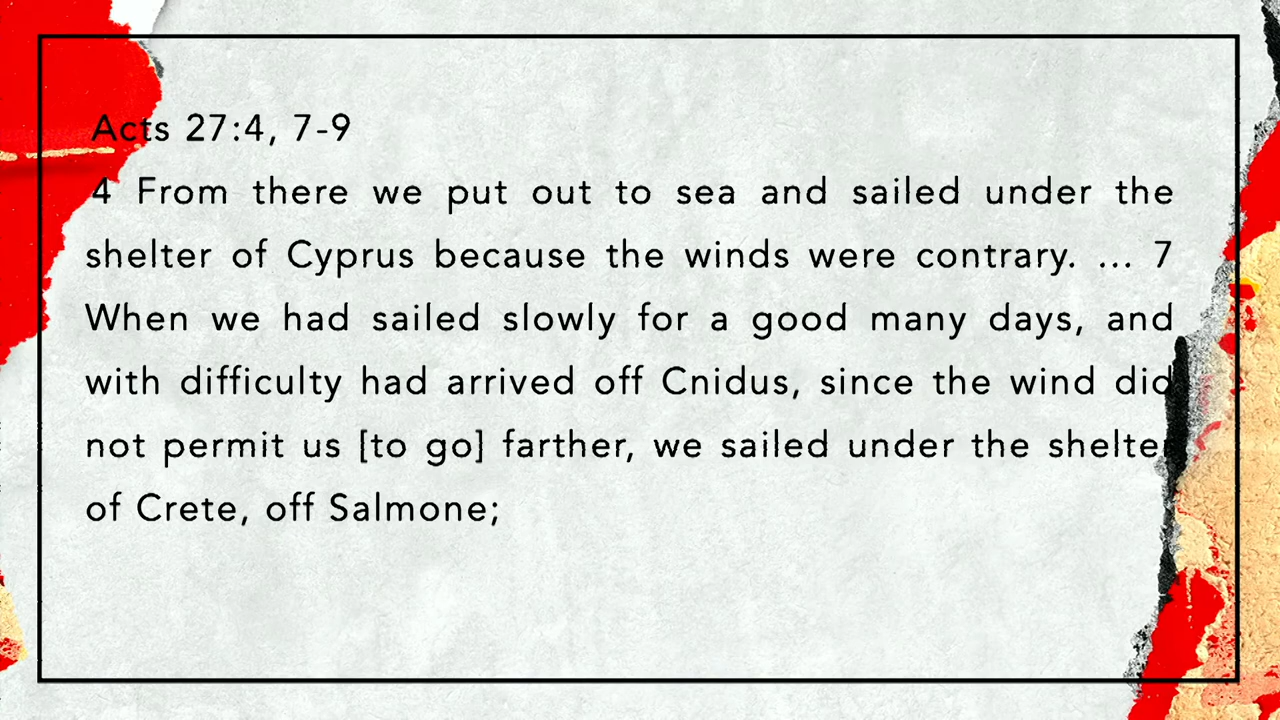 Acts 27:4, 7-9
4 From there we put out to sea and sailed under the
shelter of Cyprus because the winds were contrary. ... 7
When we had sailed slowly for a good many days, and
with difficulty had arrived off Cnidus, since the wind did
not permit us [to go] farther, we sailed under the shelter
of Crete, off Salmone;